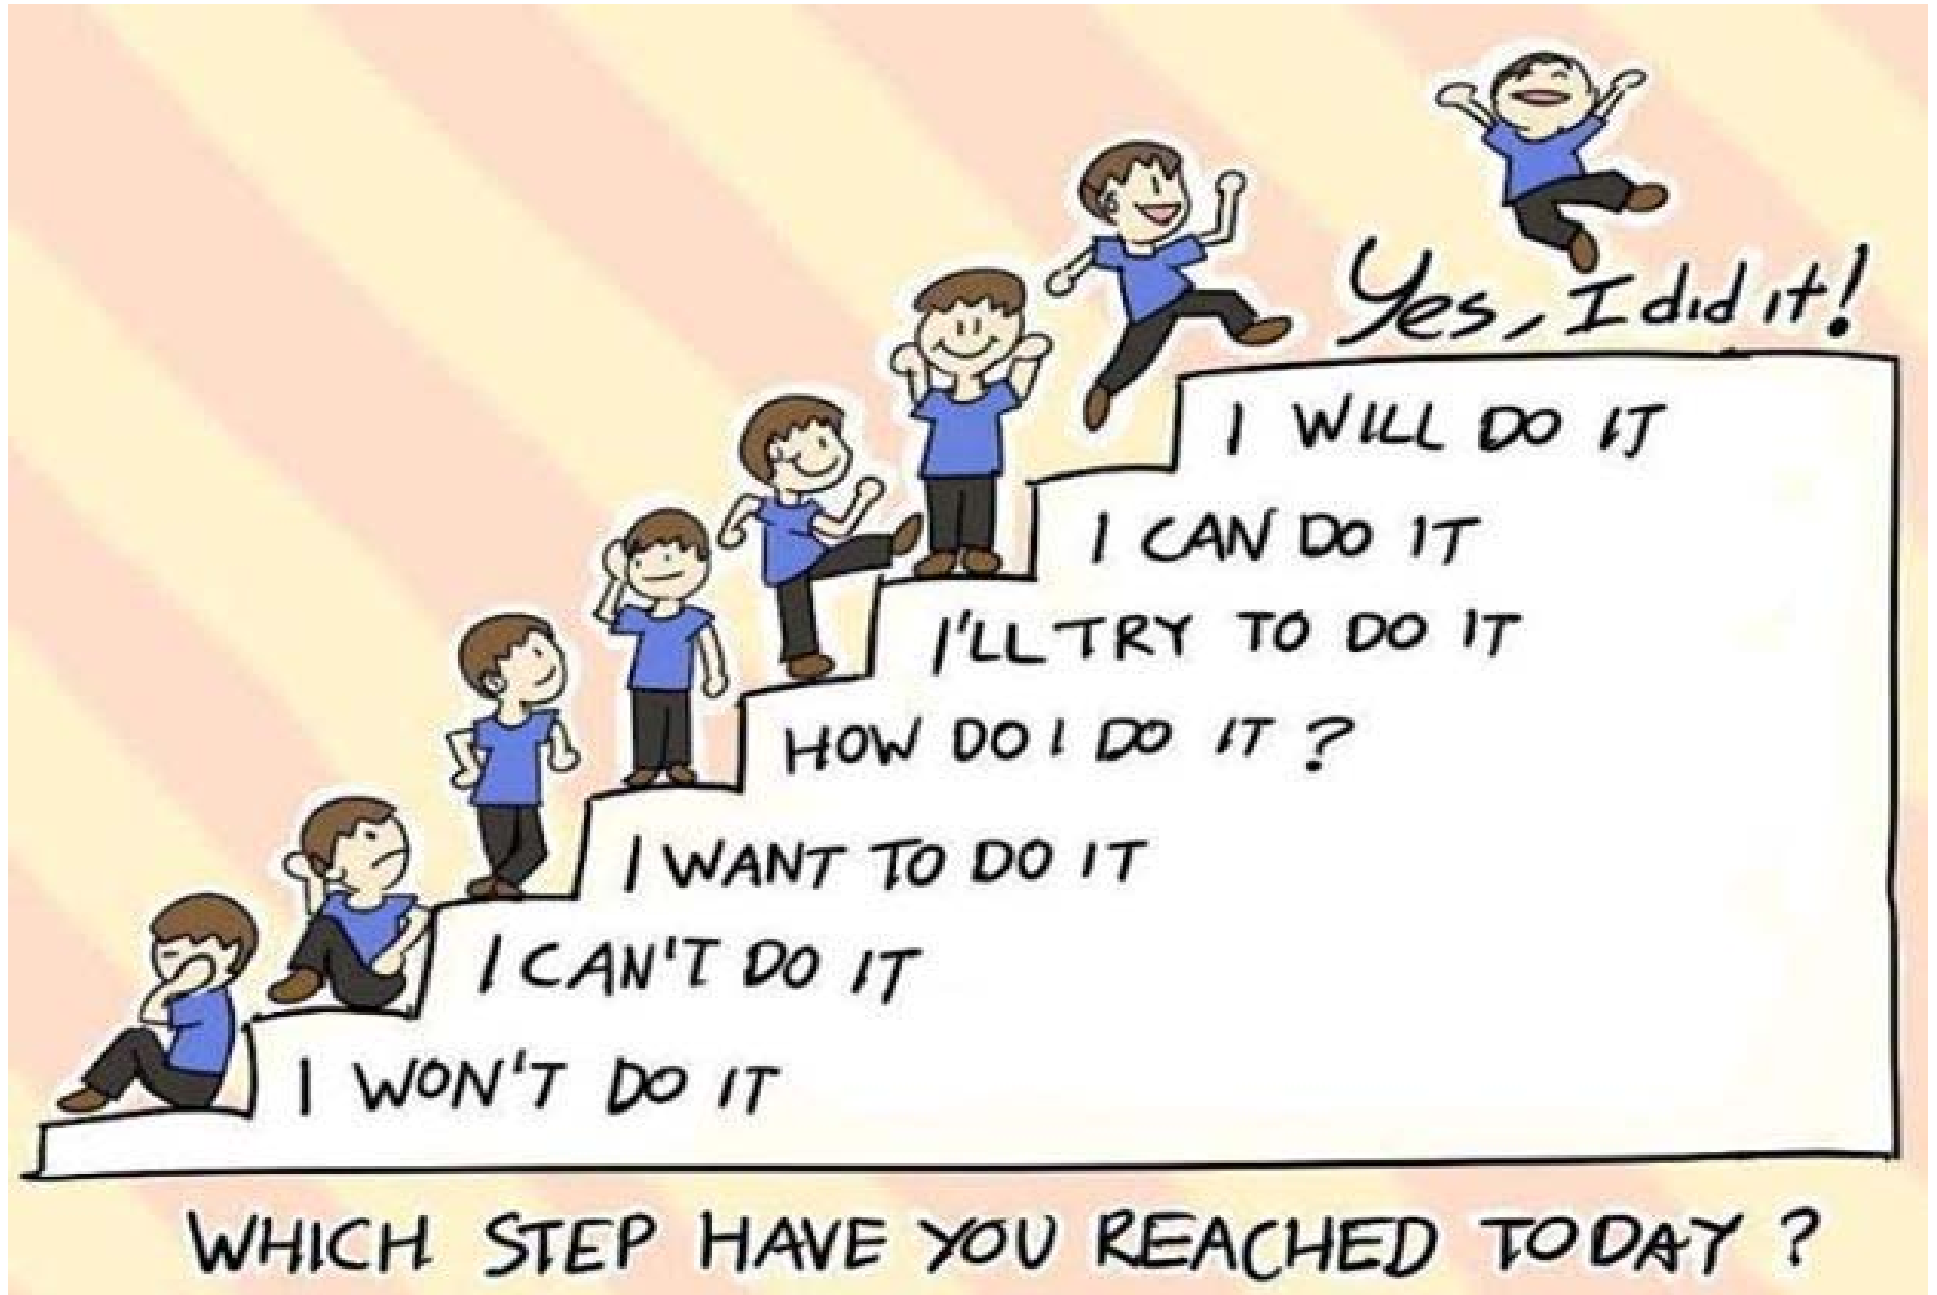 Yes, I did it!
I WILL DO IT
I CAN DO IT
I'LL TRY TO DO IT
HOW DO I DO IT ?
I WANT TO DO IT
I CAN'T DO IT
I WON'T DO IT
WHICH STEP HAVE YOU REACHED TODAY ?